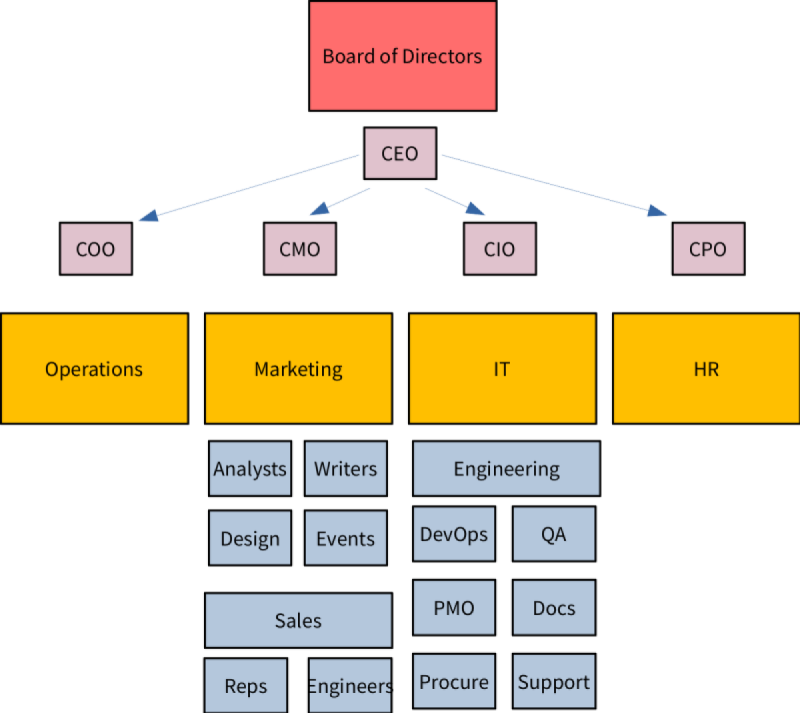 Board of Directors
CEO
COO
CMO
CIO
CPO
Operations
Marketing
IT
HR
Analysts
Writers
Engineering
Design
Events
DevOps
QA
Sales
PMO
Docs
Reps
Engineers
Procure
Support